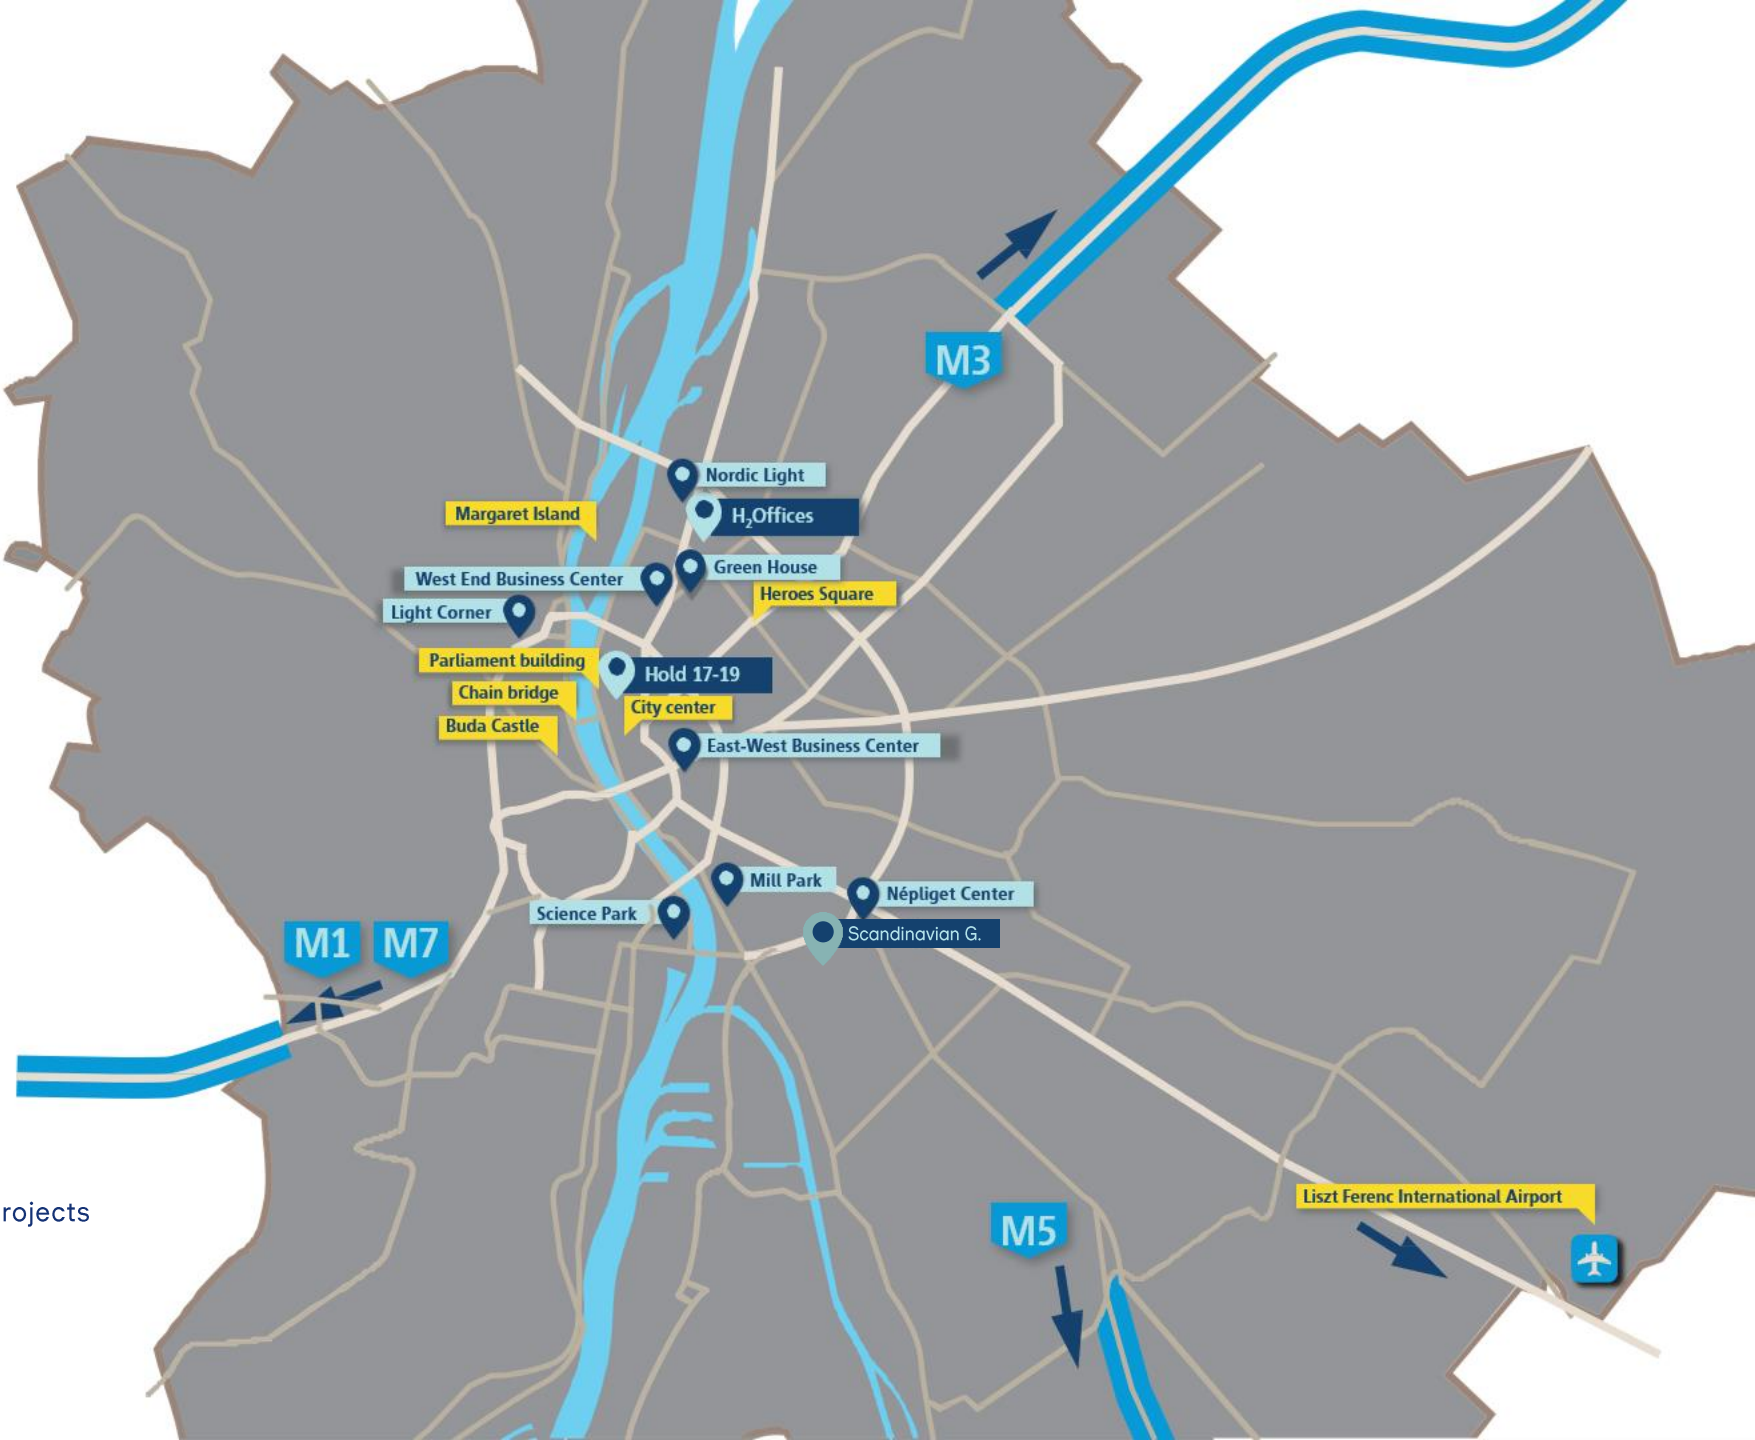 M3
Nordic Light
Margaret Island
H₂Offices
Green House
West End Business Center
Heroes Square
Light Corner
Parliament building
Hold 17-19
Chain bridge
City center
Buda Castle
East-West Business Center
Mill Park
Népliget Center
Science Park
Scandinavian G.
M1
M7
rojects
Liszt Ferenc International Airport
M5